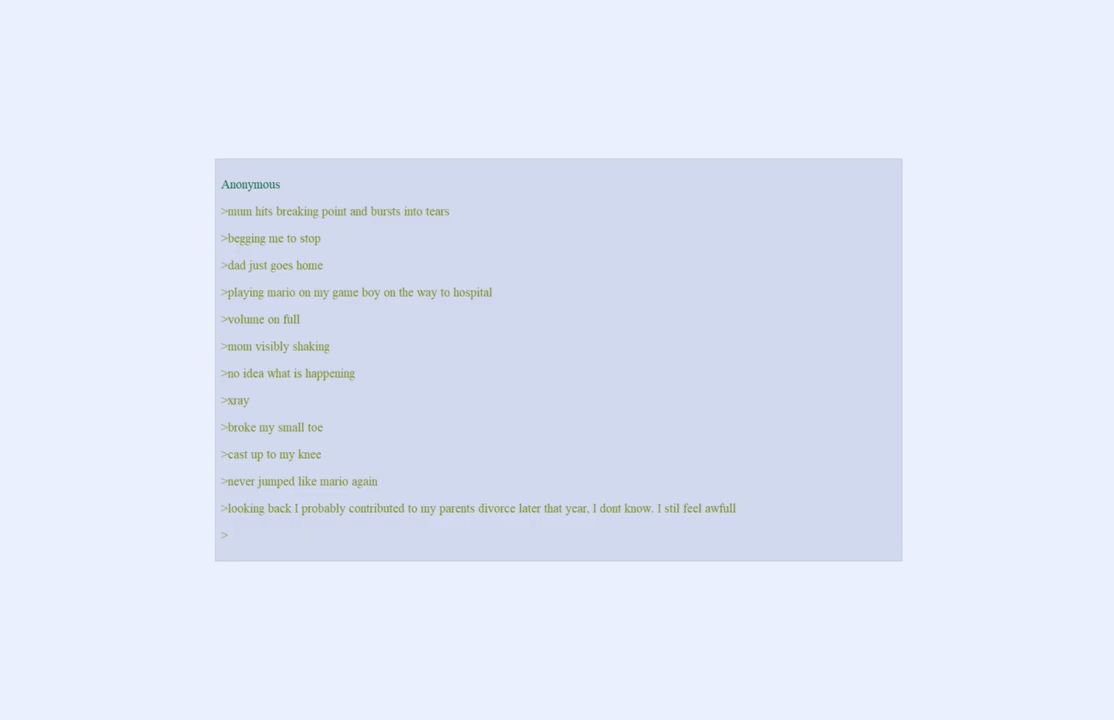 Anonymous
>mum hits breaking point and bursts into tears
>begging me to stop
>dad just goes home
>playing mario on my game boy on the way to hospital
>volume on full
>mom visibly shaking
>no idea what is happening
>xray
>broke my small toe
>cast up to my knee
>never jumped like mario again
>looking back I probably contributed to my parents divorce later that year, I dont know. I stil feel awfull
>